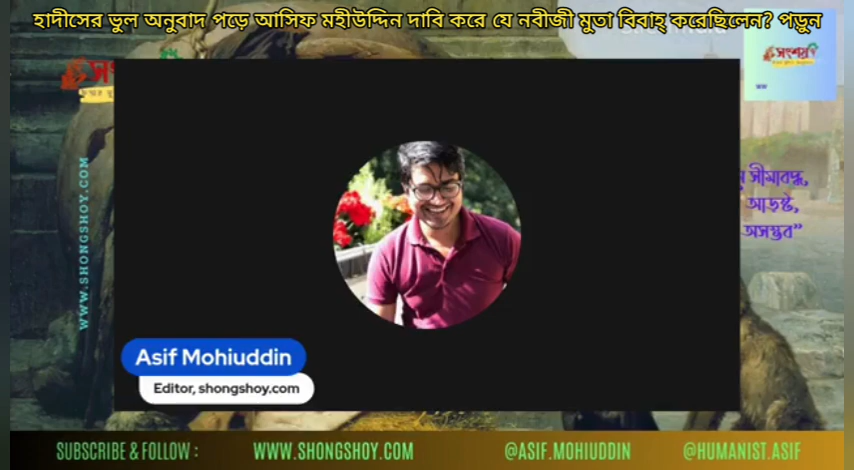 হাদীসের ভুল অনুবাদ পড়ে আসিফ মহীউদ্দিন দাবি করে যে নবীজী মুতা বিবাহ্ করেছিলেন? পড়ুন
সংশয়
WWW.SHONGSHOY.COM
সীমাবদ্ধ,
আড়ষ্ট,
অসম্ভব”
Asif Mohiuddin
Editor, shongshoy.com
SUBSCRIBE & FOLLOW :
WWW.SHONGSHOY.COM
@ASIF.MOHIUDDIN
@HUMANIST.ASIF